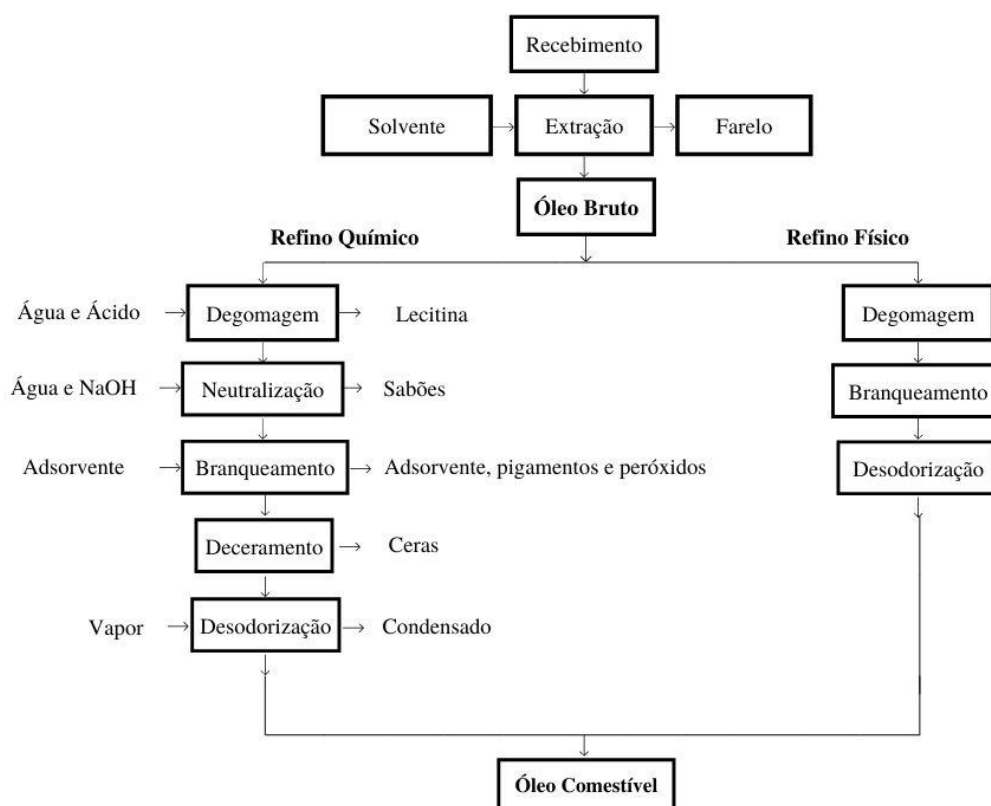 Recebimento
Solvente
Extração
Farelo
Óleo Bruto
Refino Químico
Refino Físico
Água e Ácido
Degomagem
Lecitina
Degomagem
Água e NaOH
Neutralização
Sabões
Branqueamento
Adsorvente
Branqueamento
Adsorvente, pigamentos e peróxidos
Desodorização
Deceramento
Ceras
Vapor
Desodorização
Condensado
Óleo Comestível